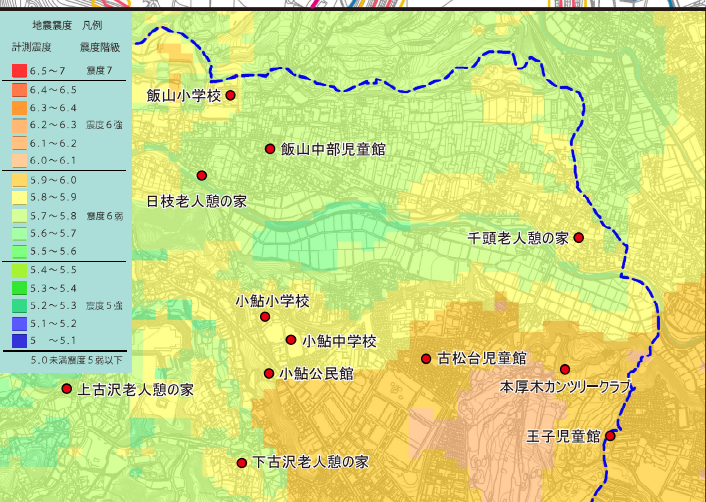 地震震度 凡例
計測震度 震度階級
6.5～7 震度7
6.4～6.5
6.3～6.4
6.2～6.3 震度6強
6.1～6.2
6.0～6.1
5.9～6.0
5.8～5.9
5.7～5.8 震度6弱
5.6～5.7
5.5～5.6
5.4～5.5
5.3～5.4
5.2～5.3 震度5強
5.1～5.2
5 ～5.1
5.0未満震度5弱以下
飯山小学校
飯山中部児童館
日枝老人憩の家
千頭老人憩の家
小鮎小学校
小鮎中学校
古松台児童館
小鮎公民館
本厚木カンツリークラブ
上古沢老人憩の家
王子児童館
下古沢老人憩の家